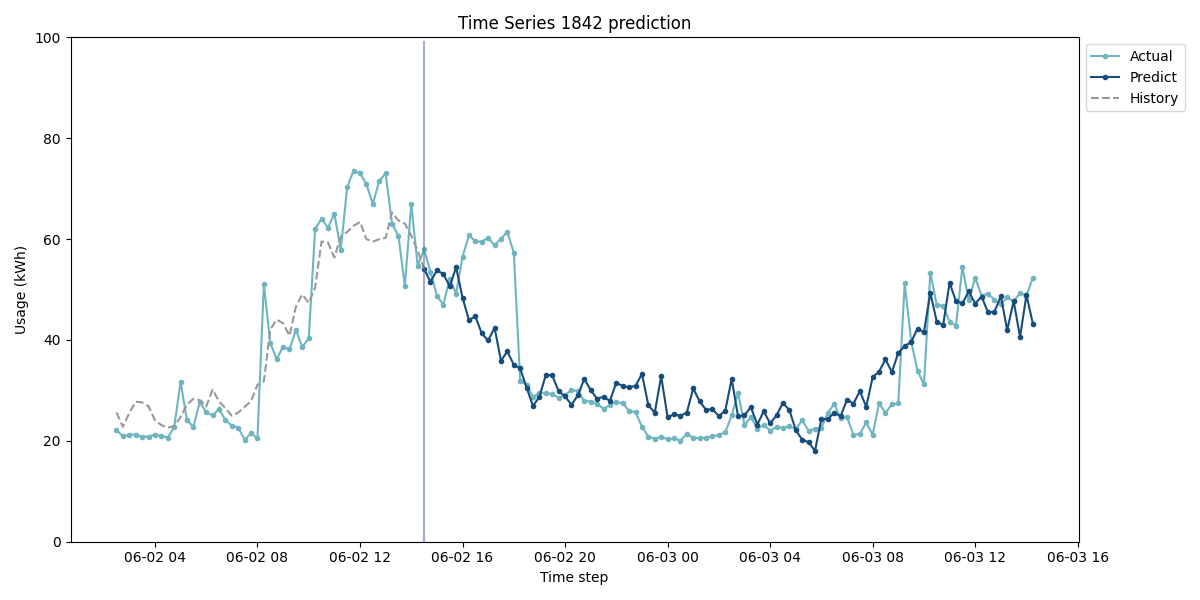 Time Series 1842 prediction
Usage (kWh)
100
80
60
40
20
0
06-02 04
06-02 08
06-02 12
06-02 16
06-02 20
06-03 00
06-03 04
06-03 08
06-03 12
06-03 16
Time step
Actual
Predict
History